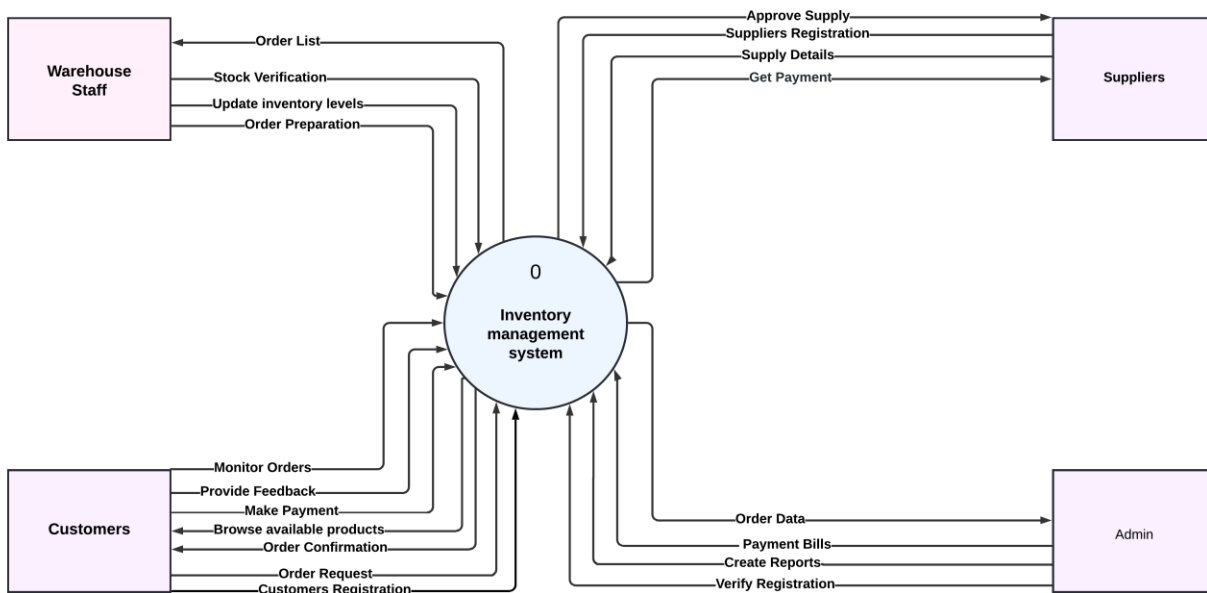 Approve Supply
Suppliers Registration
Supply Details
Get Payment
Order List
Stock Verification
Update inventory levels
Order Preparation
Warehouse
Staff
Suppliers
0
Inventory
management
system
Monitor Orders
Provide Feedback
Make Payment
Browse available products
Order Confirmation
Order Request
Customers Registration
Customers
Order Data
Payment Bills
Create Reports
Verify Registration
Admin